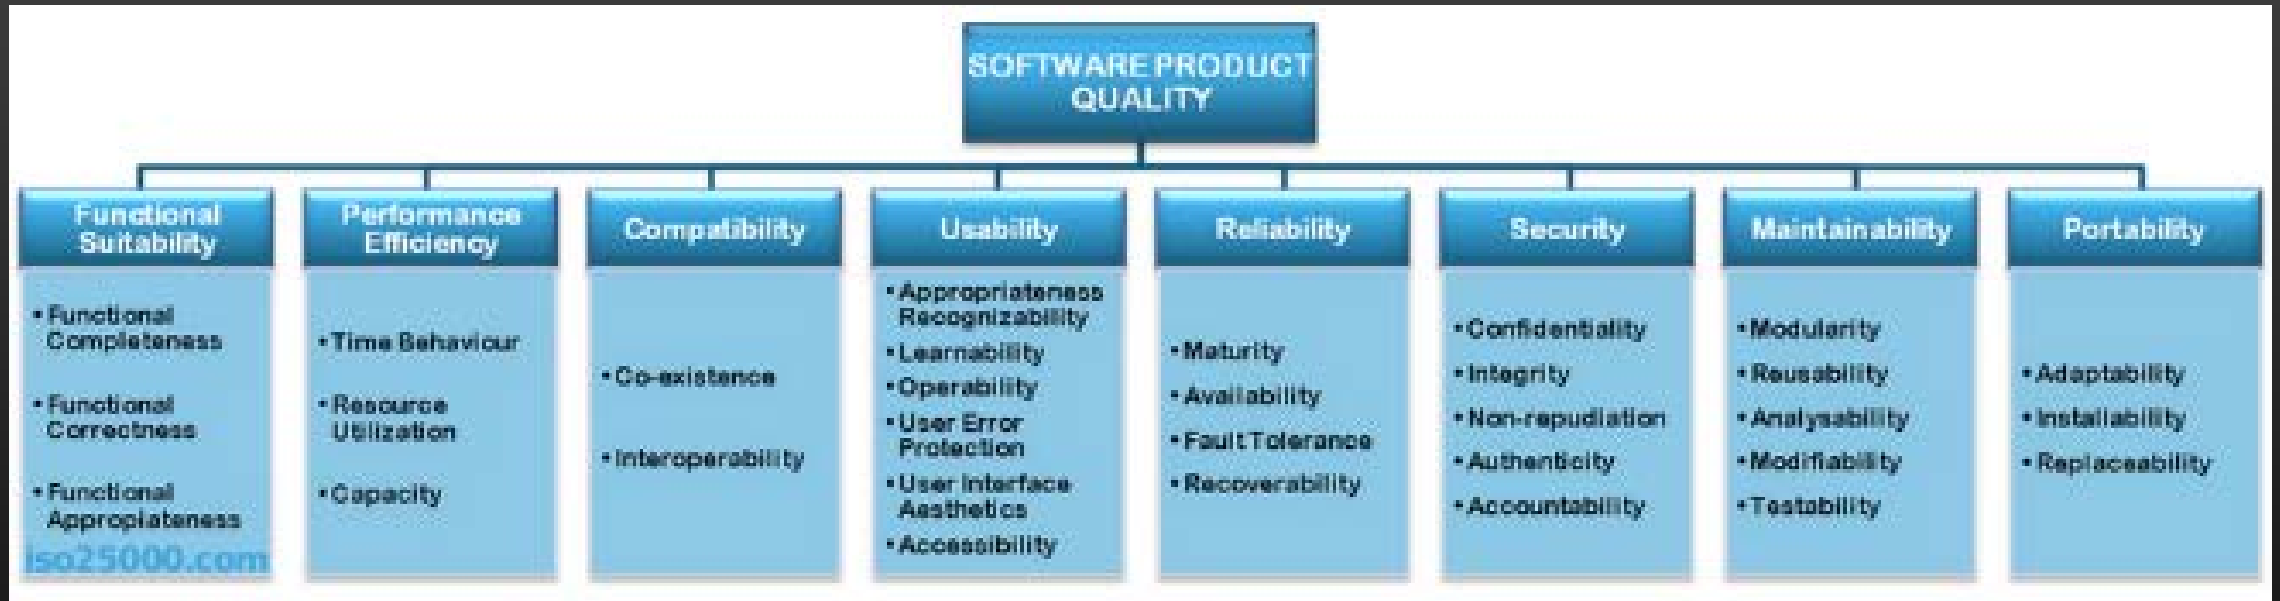 SOFTWARE PRODUCT
QUALITY
Functional
Suitability
• Functional
Completeness
• Functional
Correctness
• Functional
Appropiateness
iso25000.com
Performance
Efficiency
• Time Behaviour
• Resource
Utilization
• Capacity
Compatibility
• Co-existence
• Interoperability
Usability
• Appropriateness
Recognizability
• Learnability
• Operability
• User Error
Protection
• User Interface
Aesthetics
• Accessibility
Reliability
• Maturity
• Availability
• Fault Tolerance
• Recoverability
Security
• Confidentiality
• Integrity
• Non-repudiation
• Authenticity
• Accountability
Maintainability
• Modularity
• Reusability
• Analysability
• Modifiability
• Testability
Portability
• Adaptability
• Installability
• Replaceability